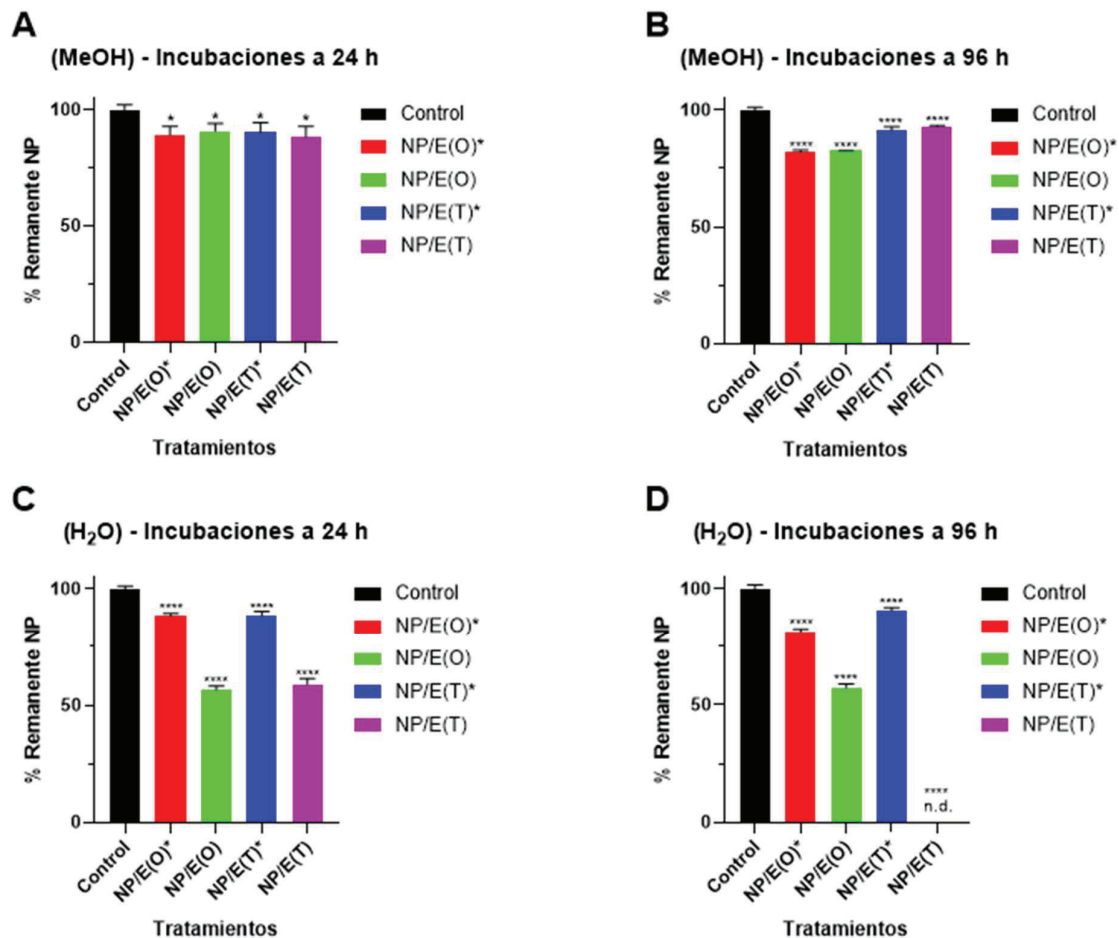 A
(MeOH) - Incubaciones a 24 h
% Remanente NP
100
50
0
* * * *
Control
NP/E(O)*
NP/E(O)
NP/E(T)*
NP/E(T)
Tratamientos
Control
NP/E(O)*
NP/E(O)
NP/E(T)*
NP/E(T)
B
(MeOH) - Incubaciones a 96 h
% Remanente NP
100
50
0
**** **** **** ****
Control
NP/E(O)*
NP/E(O)
NP/E(T)*
NP/E(T)
Tratamientos
Control
NP/E(O)*
NP/E(O)
NP/E(T)*
NP/E(T)
C
(H₂O) - Incubaciones a 24 h
% Remanente NP
100
50
0
**** **** **** ****
Control
NP/E(O)*
NP/E(O)
NP/E(T)*
NP/E(T)
Tratamientos
Control
NP/E(O)*
NP/E(O)
NP/E(T)*
NP/E(T)
D
(H₂O) - Incubaciones a 96 h
% Remanente NP
100
50
0
**** **** **** ****
n.d.
Control
NP/E(O)*
NP/E(O)
NP/E(T)*
NP/E(T)
Tratamientos
Control
NP/E(O)*
NP/E(O)
NP/E(T)*
NP/E(T)